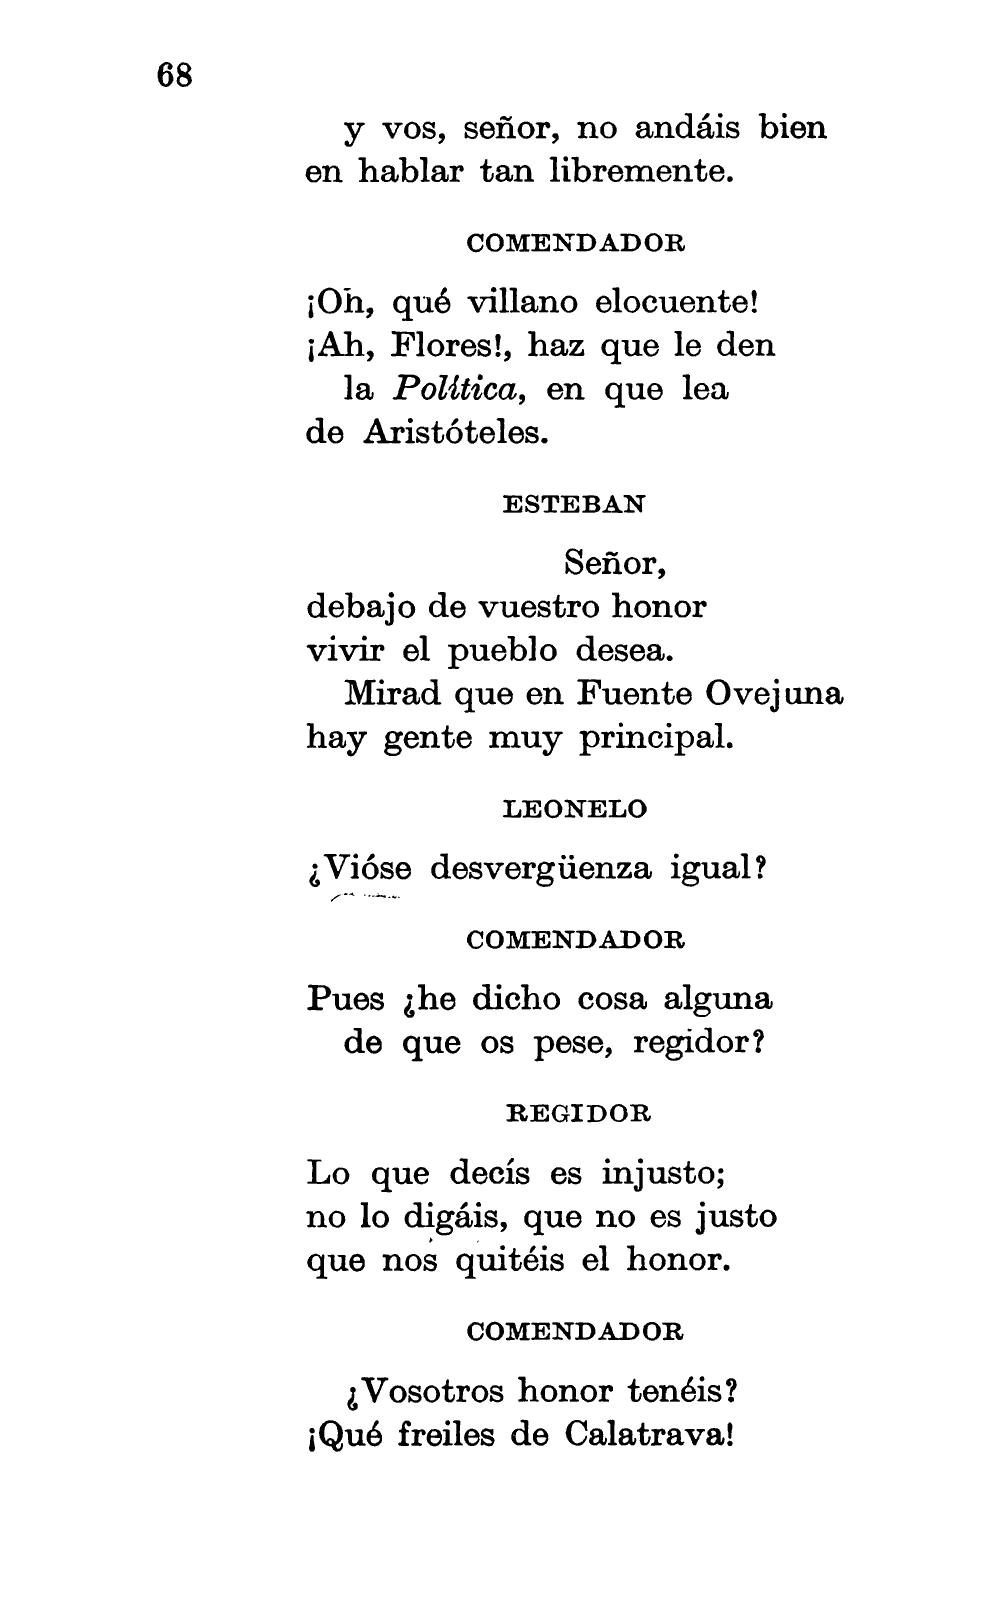 68
y vos, señor, no andáis bien
en hablar tan libremente.
COMENDADOR
¡Oh, qué villano elocuente!
¡Ah, Flores!, haz que le den
la Política, en que lea
de Aristóteles.
ESTEBAN
Señor,
debajo de vuestro honor
vivir el pueblo desea.
Mirad que en Fuente Ovejuna
hay gente muy principal.
LEONELO
¿Vióse desvergüenza igual?
COMENDADOR
Pues ¿he dicho cosa alguna
de que os pese, regidor?
REGIDOR
Lo que decís es injusto;
no lo digáis, que no es justo
que nos quitéis el honor.
COMENDADOR
¿Vosotros honor tenéis?
¡Qué freiles de Calatrava!